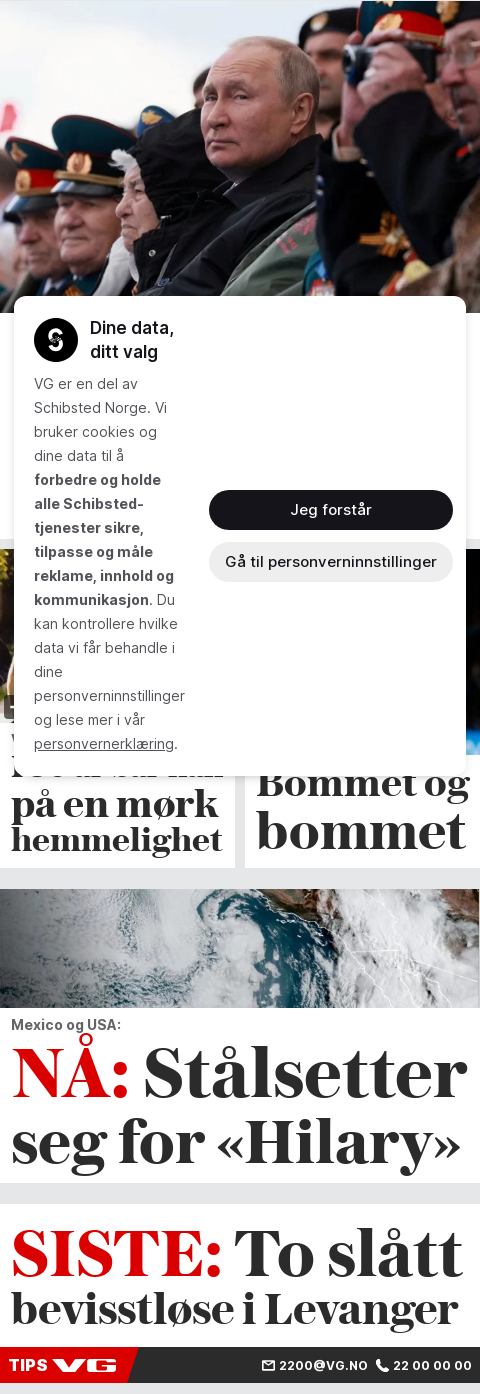 Dine data,
ditt valg
VG er en del av
Schibsted Norge. Vi
bruker cookies og
dine data til å
forbedre og holde
alle Schibsted-
tjenester sikre,
tilpasse og måle
reklame, innhold og
kommunikasjon. Du
kan kontrollere hvilke
data vi får behandle i
dine
personverninnstillinger
og lese mer i vår
personvernerklæring.
Jeg forstår
Gå til personverninnstillinger
på en mørk
hemmelighet
Bommet og
bommet
Mexico og USA:
NÅ: Stålsetter
seg for «Hilary»
SISTE: To slått
bevisstløse i Levanger
TIPS VG 2200@VG.NO 22 00 00 00